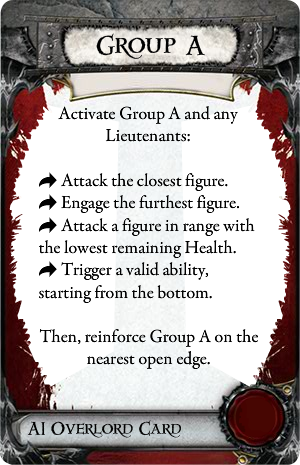 Group A
Activate Group A and any
Lieutenants:
➦ Attack the closest figure.
➦ Engage the furthest figure.
➦ Attack a figure in range with
the lowest remaining Health.
➦ Trigger a valid ability,
starting from the bottom.
Then, reinforce Group A on the
nearest open edge.
AI Overlord Card